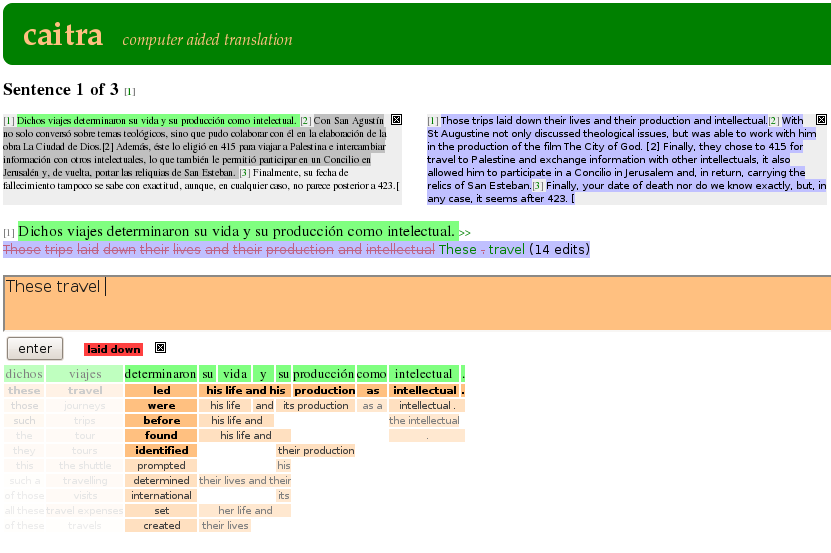 caitra computer aided translation
Sentence 1 of 3 [1]
[1] Dichos viajes determinaron su vida y su producción como intelectual. [2] Con San Agustín
no solo conversó sobre temas teológicos, sino que pudo colaborar con él en la elaboración de la
obra La Ciudad de Dios.[2] Además, éste lo eligió en 415 para viajar a Palestina e intercambiar
información con otros intelectuales, lo que también le permitió participar en un Concilio en
Jerusalén y, de vuelta, portar las reliquias de San Esteban. [3] Finalmente, su fecha de
fallecimiento tampoco se sabe con exactitud, aunque, en cualquier caso, no parece posterior a 423.[
[1] Those trips laid down their lives and their production and intellectual.[2] With
St Augustine not only discussed theological issues, but was able to work with him
in the production of the film The City of God. [2] Finally, they chose to 415 for
travel to Palestine and exchange information with other intellectuals, it also
allowed him to participate in a Concilio in Jerusalem and, in return, carrying the
relics of San Esteban.[3] Finally, your date of death nor do we know exactly, but, in
any case, it seems after 423. [
[1] Dichos viajes determinaron su vida y su producción como intelectual. >>
Those trips laid down their lives and their production and intellectual These . travel (14 edits)
These travel
enter laid down
dichos viajes determinaron su vida y su producción como intelectual .
these travel led his life and his production as intellectual .
those journeys were his life and its production as a intellectual .
such trips before his life and the intellectual
the tour found his life and .
they tours identified their production
this the shuttle prompted his
such a travelling determined their lives and their
of those visits international its
all these travel expenses set her life and
of these travels created their lives